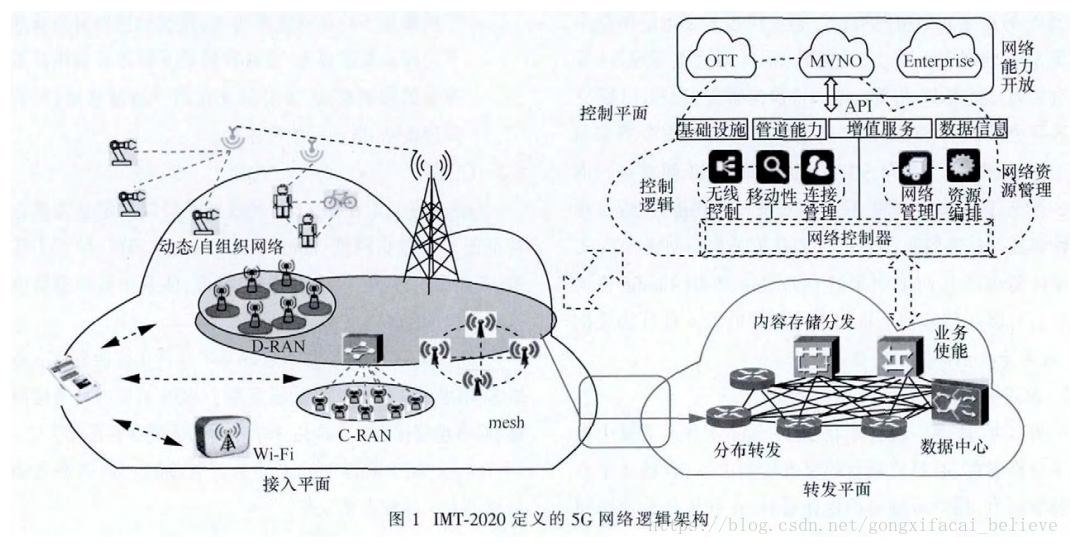 OTT
MVNO
Enterprise
网络
能力
开放
API
控制平面
基础设施
管道能力
增值服务
数据信息
控制
逻辑
无线
控制
移动性
连接
管理
网络
管理
资源
编排
网络资
源管理
网络控制器
动态/自组织网络
D-RAN
C-RAN
mesh
Wi-Fi
接入平面
内容存储分发
业务
使能
分布转发
数据中心
转发平面
图 1 IMT-2020 定义的 5G 网络逻辑架构
https://blog.csdn.net/gongxifacai_believe